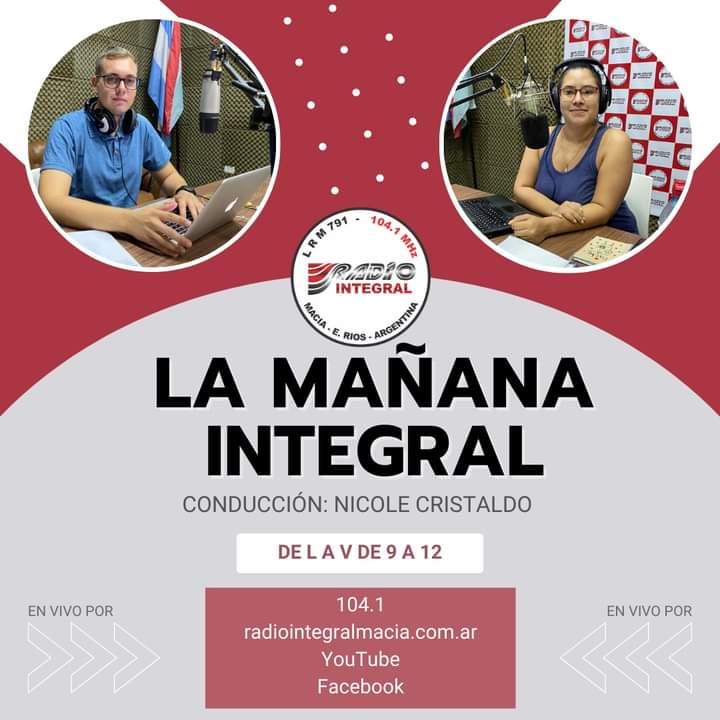 L R M 791 - 104.1 MHz
RADIO
INTEGRAL
MACIA - E. RIOS - ARGENTINA
LA MAÑANA
INTEGRAL
CONDUCCIÓN: NICOLE CRISTALDO
DE L A V DE 9 A 12
EN VIVO POR
104.1
radiointegralmacia.com.ar
YouTube
Facebook
EN VIVO POR